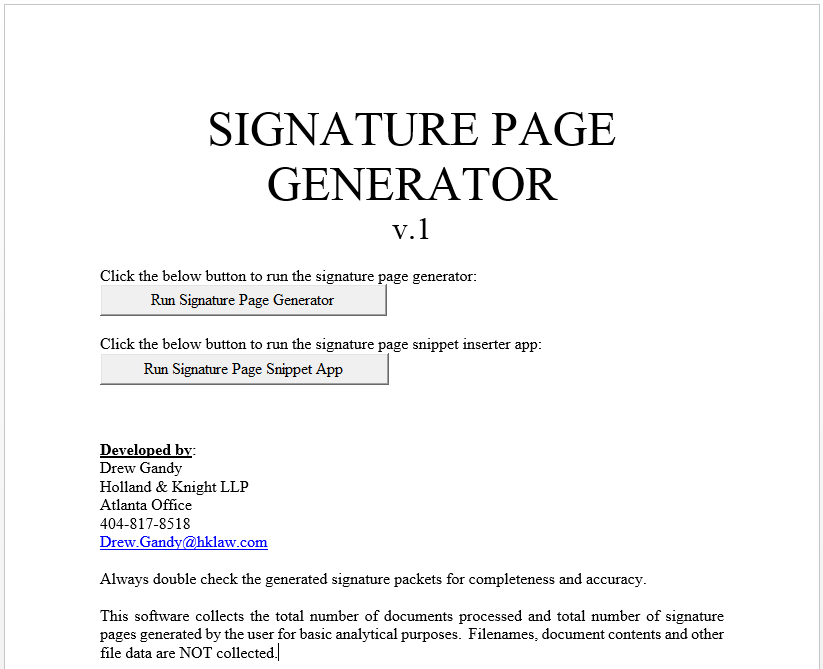 SIGNATURE PAGE
GENERATOR
v.1
Click the below button to run the signature page generator:
Run Signature Page Generator
Click the below button to run the signature page snippet inserter app:
Run Signature Page Snippet App
Developed by:
Drew Gandy
Holland & Knight LLP
Atlanta Office
404-817-8518
Drew.Gandy@hklaw.com
Always double check the generated signature packets for completeness and accuracy.
This software collects the total number of documents processed and total number of signature
pages generated by the user for basic analytical purposes.  Filenames, document contents and other
file data are NOT collected.